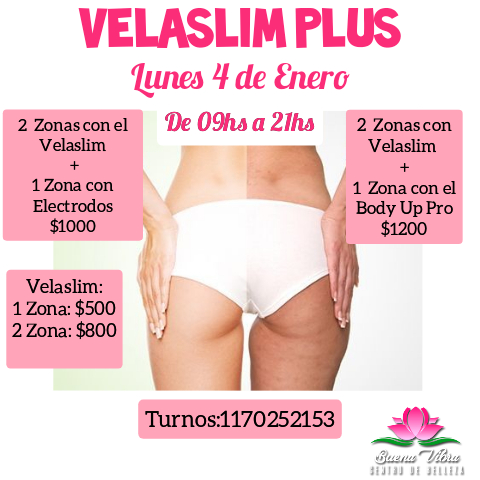 VELASLIM PLUS
Lunes 4 de Enero
De 09hs a 21hs
2 Zonas con el
Velaslim
+
1 Zona con
Electrodos
$1000
2 Zonas con
Velaslim
+
1 Zona con el
Body Up Pro
$1200
Velaslim:
1 Zona: $500
2 Zona: $800
Turnos:1170252153
Buena Vibra
CENTRO DE BELLEZA